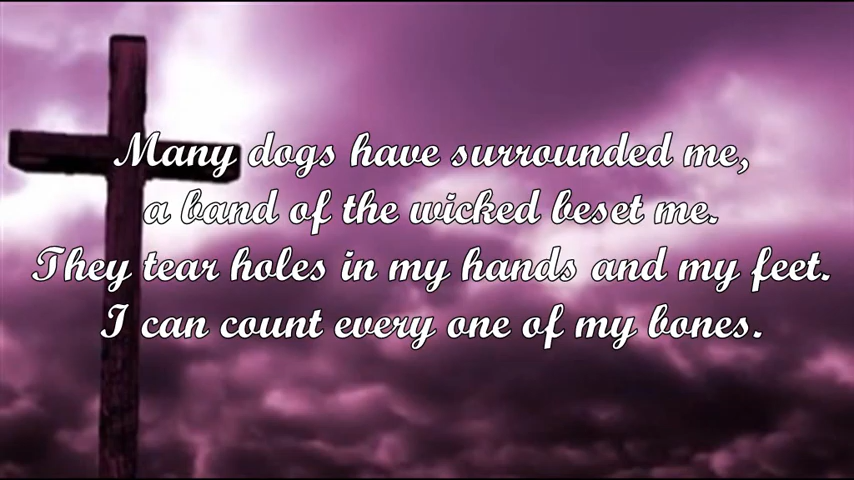 Many dogs have surrounded me,
a band of the wicked beset me.
They tear holes in my hands and my feet.
I can count every one of my bones.